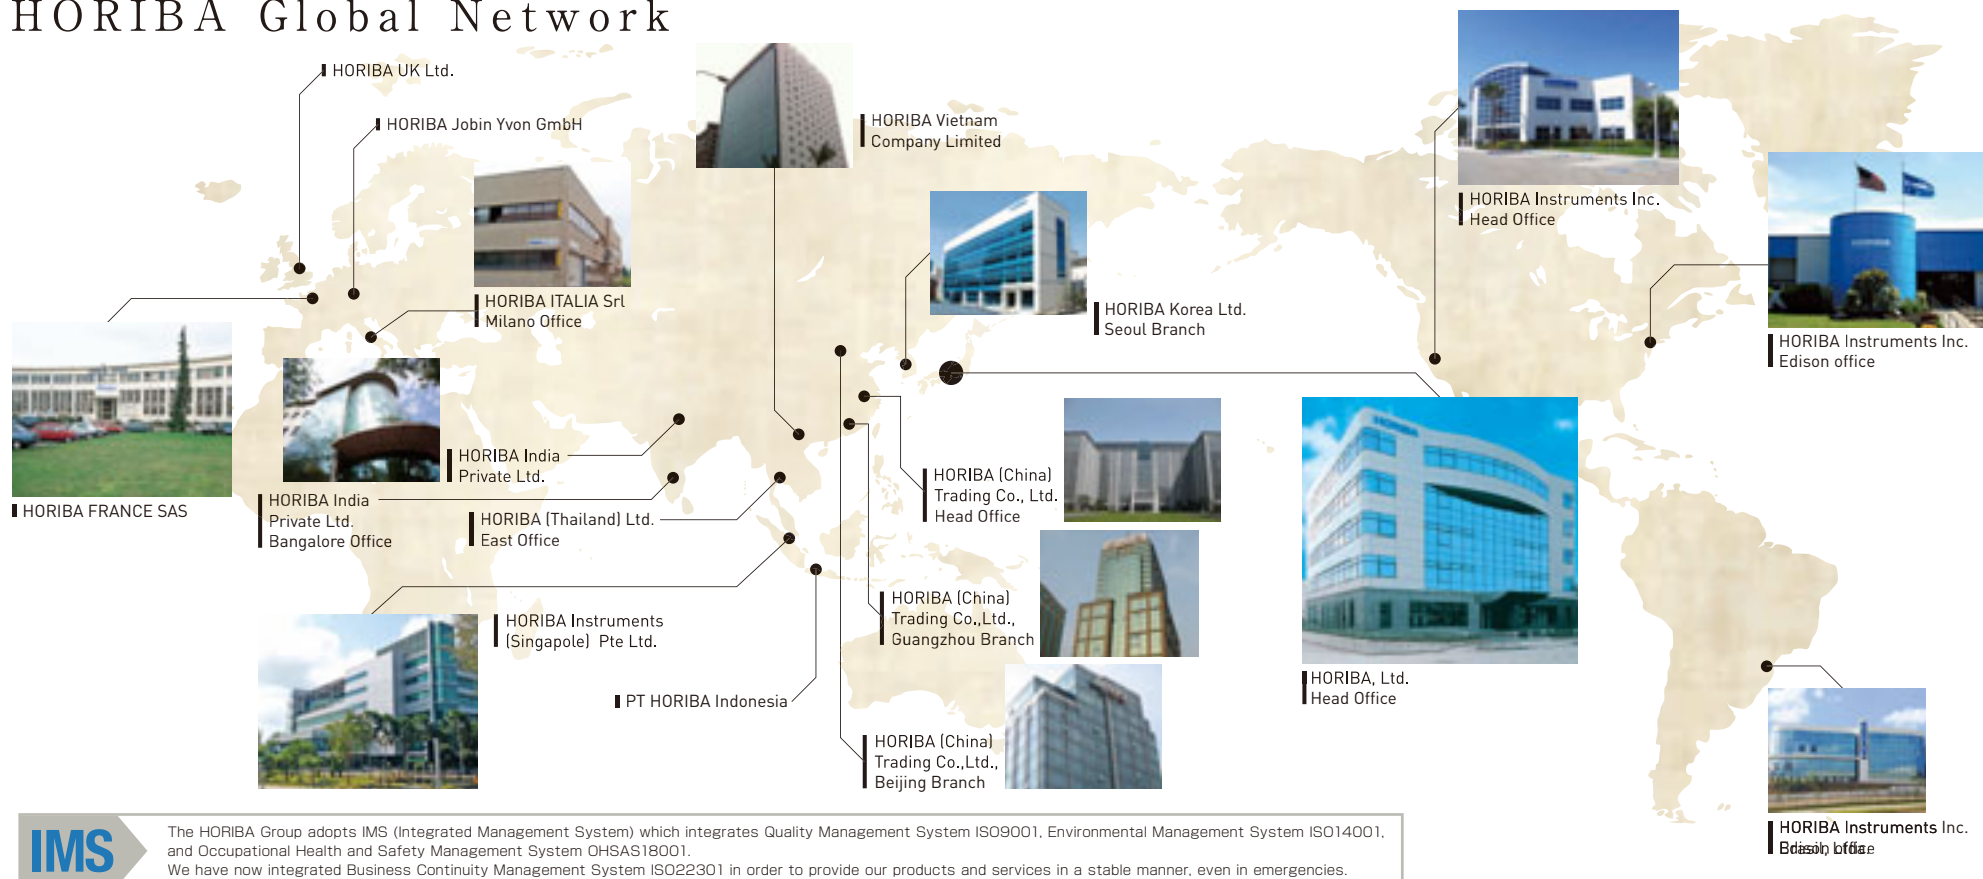 HORIBA Global Network
HORIBA UK Ltd.
HORIBA Jobin Yvon GmbH
HORIBA Vietnam
Company Limited
HORIBA Instruments Inc.
Head Office
HORIBA ITALIA Srl
Milano Office
HORIBA Korea Ltd.
Seoul Branch
HORIBA Instruments Inc.
Edison office
HORIBA FRANCE SAS
HORIBA India
Private Ltd.
HORIBA India
Private Ltd.
Bangalore Office
HORIBA (Thailand) Ltd.
East Office
HORIBA (China)
Trading Co., Ltd.
Head Office
HORIBA (China)
Trading Co.,Ltd.,
Guangzhou Branch
HORIBA Instruments
(Singapole) Pte Ltd.
PT HORIBA Indonesia
HORIBA, Ltd.
Head Office
HORIBA (China)
Trading Co.,Ltd.,
Beijing Branch
HORIBA Instruments Inc.
IMS
The HORIBA Group adopts IMS (Integrated Management System) which integrates Quality Management System ISO9001, Environmental Management System ISO14001,
and Occupational Health and Safety Management System OHSAS18001.
We have now integrated Business Continuity Management System ISO22301 in order to provide our products and services in a stable manner, even in emergencies.